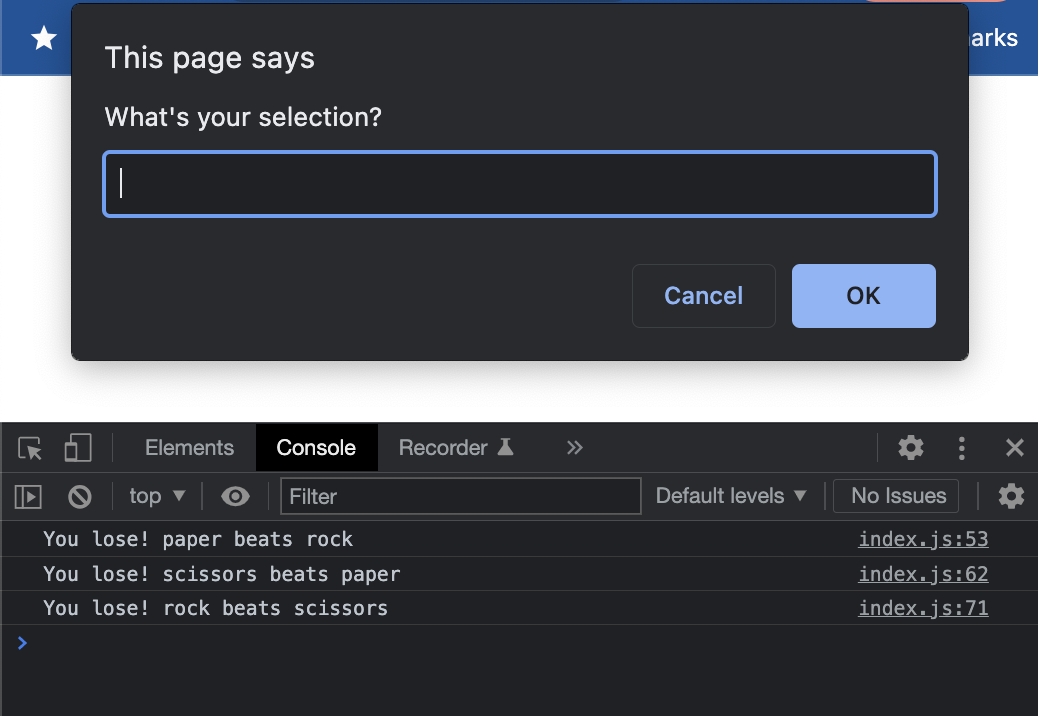 arks
This page says
What's your selection?
Cancel OK
Elements Console Recorder
top Filter Default levels No Issues
You lose! paper beats rock index.js:53
You lose! scissors beats paper index.js:62
You lose! rock beats scissors index.js:71